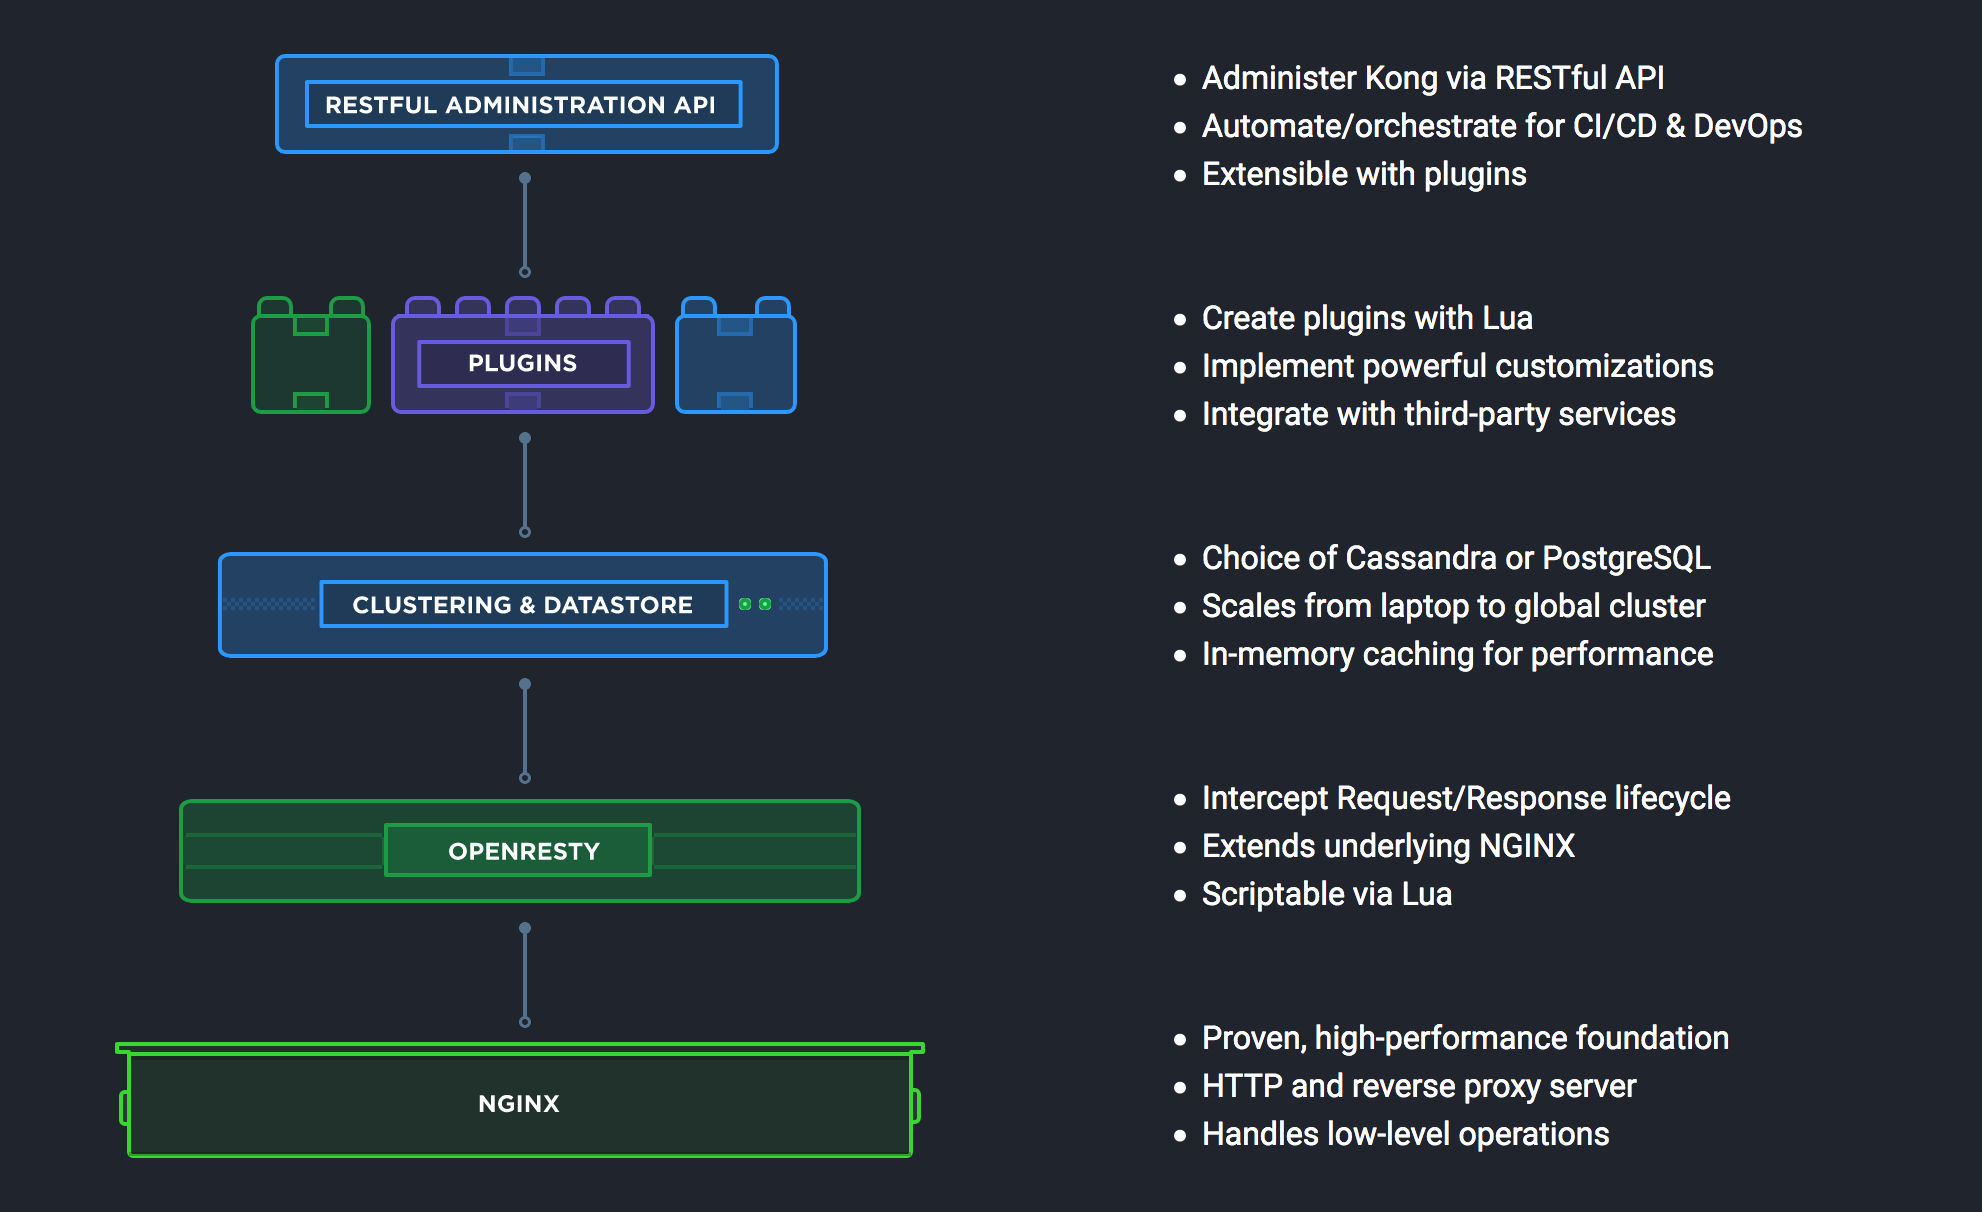 RESTFUL ADMINISTRATION API
• Administer Kong via RESTful API
• Automate/orchestrate for CI/CD & DevOps
• Extensible with plugins
PLUGINS
• Create plugins with Lua
• Implement powerful customizations
• Integrate with third-party services
CLUSTERING & DATASTORE
• Choice of Cassandra or PostgreSQL
• Scales from laptop to global cluster
• In-memory caching for performance
OPENRESTY
• Intercept Request/Response lifecycle
• Extends underlying NGINX
• Scriptable via Lua
NGINX
• Proven, high-performance foundation
• HTTP and reverse proxy server
• Handles low-level operations